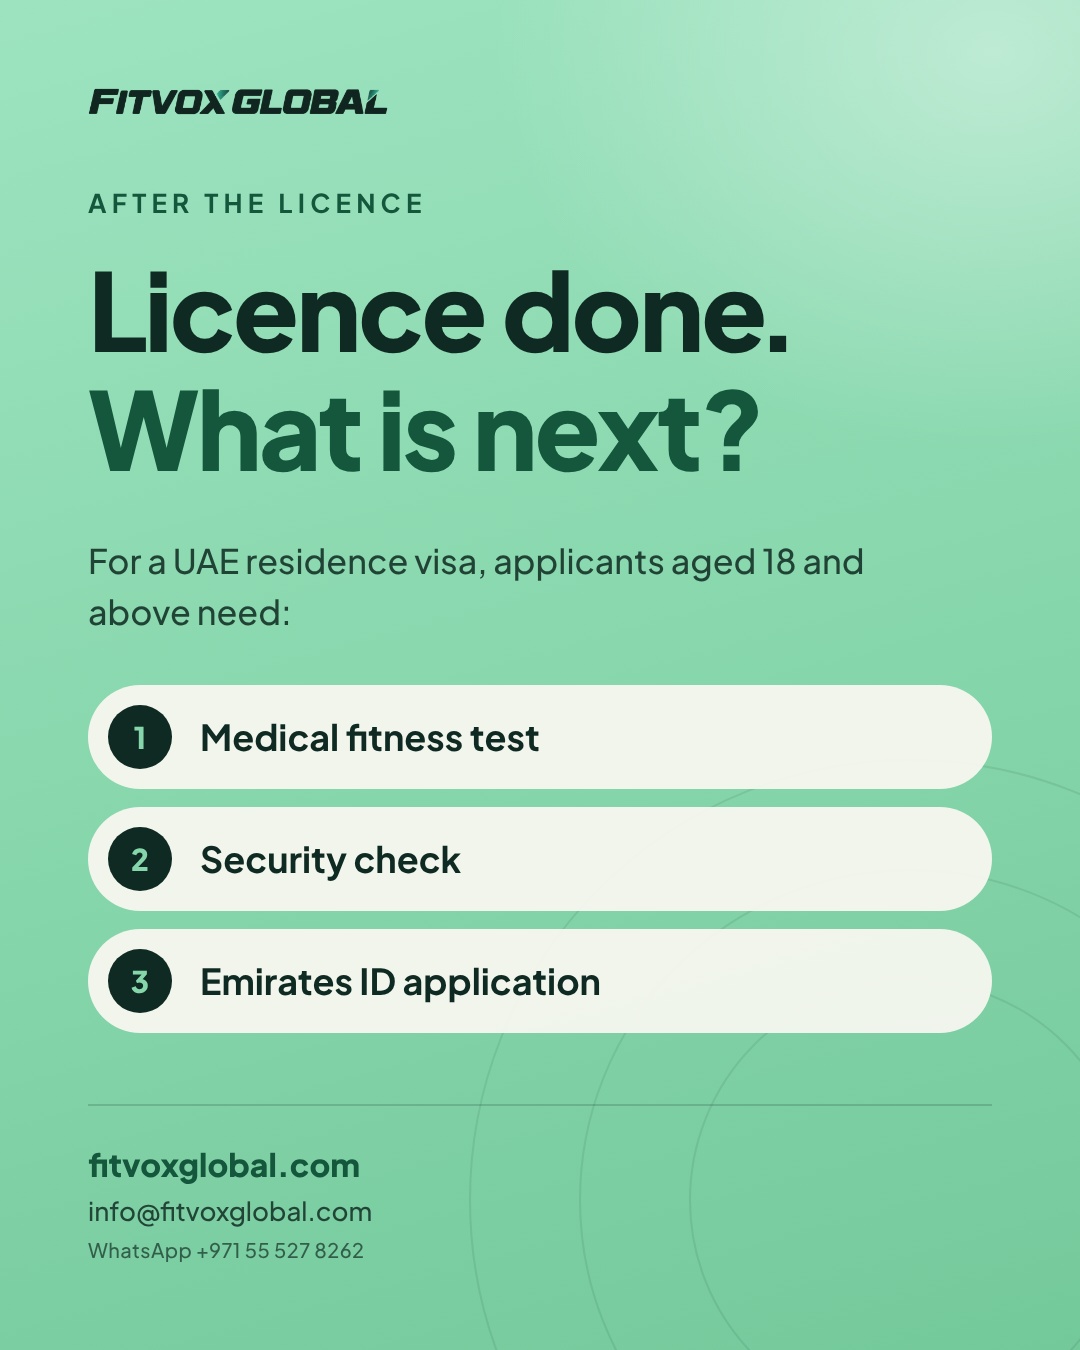 FITVOX GLOBAL
AFTER THE LICENCE
Licence done.
What is next?
For a UAE residence visa, applicants aged 18 and
above need:
1 Medical fitness test
2 Security check
3 Emirates ID application
fitvoxglobal.com
info@fitvoxglobal.com
WhatsApp +971 55 527 8262